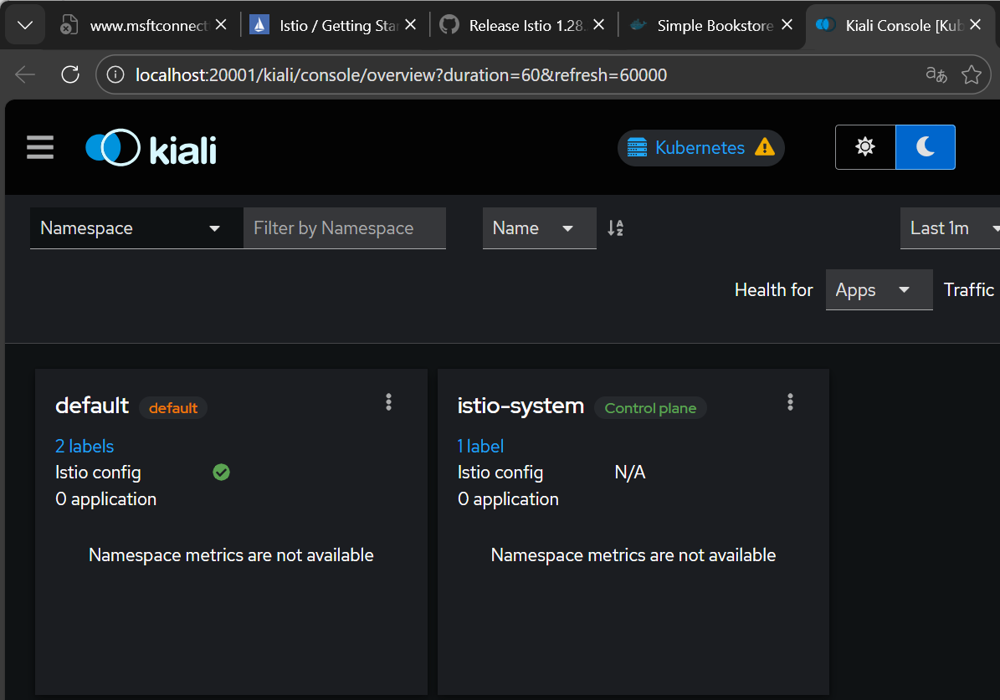 www.msftconnect
Istio / Getting Star
Release Istio 1.28.
Simple Bookstore
Kiali Console [Kub
localhost:20001/kiali/console/overview?duration=60&refresh=60000
kiali
Kubernetes
Namespace
Filter by Namespace
Name
Last 1m
Health for
Apps
Traffic
default
default
2 labels
Istio config
0 application
Namespace metrics are not available
istio-system
Control plane
1 label
Istio config
N/A
0 application
Namespace metrics are not available